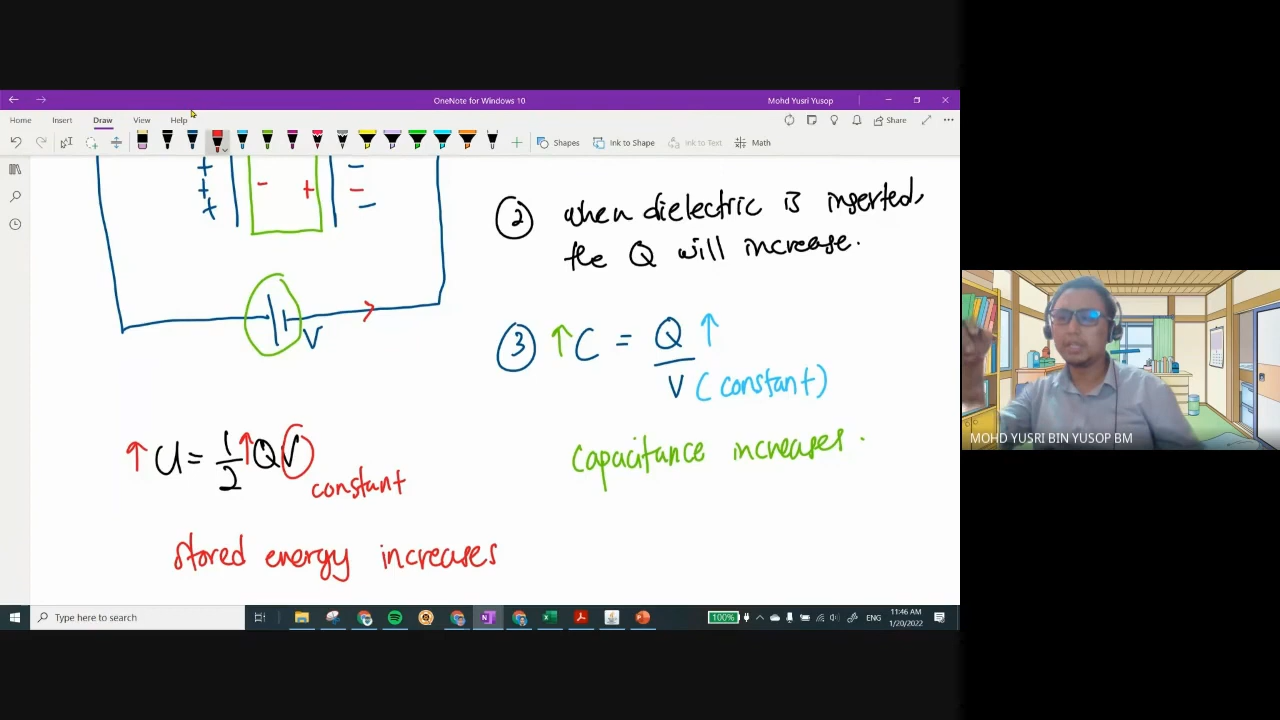 OneNote for Windows 10
Mohd Yusri Yusop
Home Insert Draw View Help
Share
Shapes Ink to Shape Ink to Text Math
+ -
+ - + -
+ -
V
② when dielectric is inserted,
the Q will increase.
③ ↑ C = Q ↑
V (constant)
capacitance increases.
↑ U = 1/2 ↑ Q V
constant
stored energy increases
MOHD YUSRI BIN YUSOP BM
Type here to search
100%
ENG
11:46 AM
1/20/2022